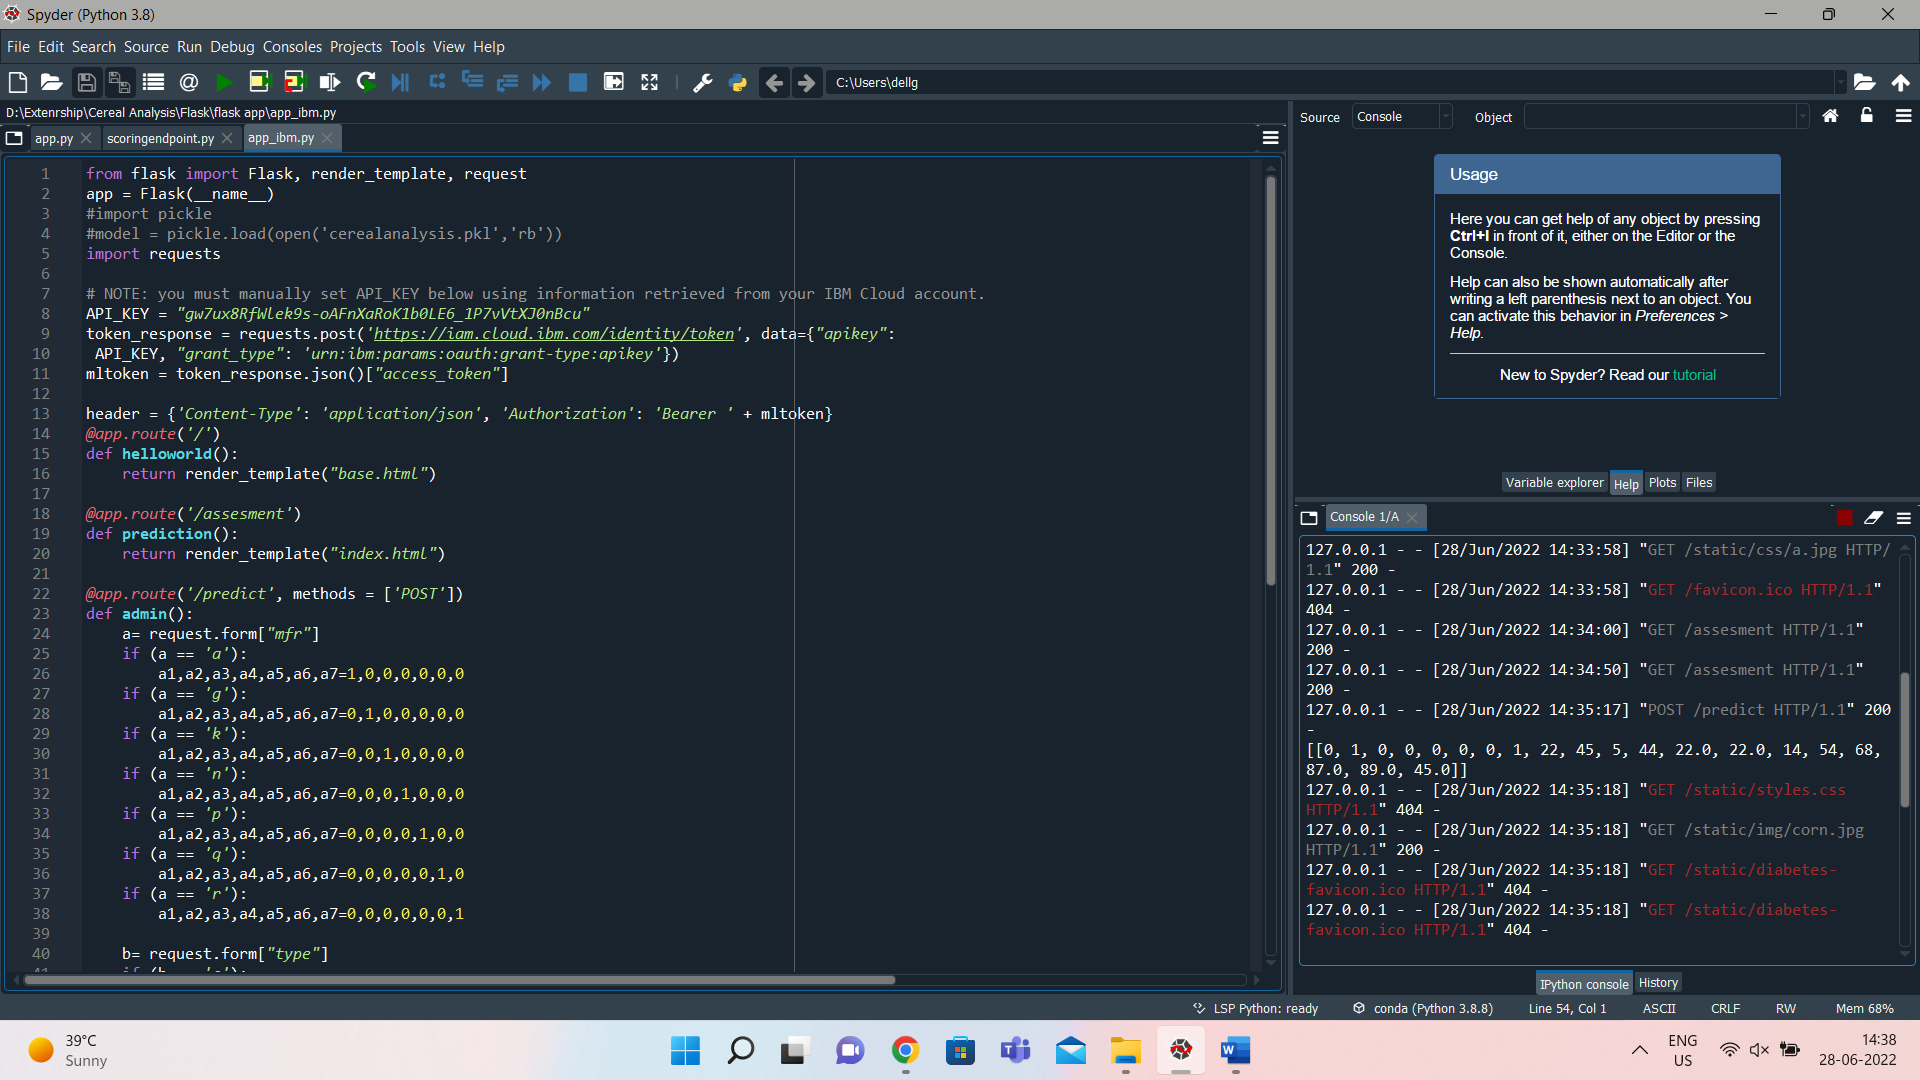 Spyder (Python 3.8)
File Edit Search Source Run Debug Consoles Projects Tools View Help
C:\Users\dellg
D:\Extenrship\Cereal Analysis\Flask\flask app\app_ibm.py
app.py scoringendpoint.py app_ibm.py
1 from flask import Flask, render_template, request
2 app = Flask(__name__)
3 #import pickle
4 #model = pickle.load(open('cerealanalysis.pkl','rb'))
5 import requests
6
7 # NOTE: you must manually set API_KEY below using information retrieved from your IBM Cloud account.
8 API_KEY = "gw7ux8RfWlek9s-oAFnXaRoK1b0LE6_1P7vVtXJ0nBcu"
9 token_response = requests.post('https://iam.cloud.ibm.com/identity/token', data={"apikey":
10 API_KEY, "grant_type": 'urn:ibm:params:oauth:grant-type:apikey'})
11 mltoken = token_response.json()["access_token"]
12
13 header = {'Content-Type': 'application/json', 'Authorization': 'Bearer ' + mltoken}
14 @app.route('/')
15 def helloworld():
16 return render_template("base.html")
17
18 @app.route('/assesment')
19 def prediction():
20 return render_template("index.html")
21
22 @app.route('/predict', methods = ['POST'])
23 def admin():
24 a= request.form["mfr"]
25 if (a == 'a'):
26 a1,a2,a3,a4,a5,a6,a7=1,0,0,0,0,0,0
27 if (a == 'g'):
28 a1,a2,a3,a4,a5,a6,a7=0,1,0,0,0,0,0
29 if (a == 'k'):
30 a1,a2,a3,a4,a5,a6,a7=0,0,1,0,0,0,0
31 if (a == 'n'):
32 a1,a2,a3,a4,a5,a6,a7=0,0,0,1,0,0,0
33 if (a == 'p'):
34 a1,a2,a3,a4,a5,a6,a7=0,0,0,0,1,0,0
35 if (a == 'q'):
36 a1,a2,a3,a4,a5,a6,a7=0,0,0,0,0,1,0
37 if (a == 'r'):
38 a1,a2,a3,a4,a5,a6,a7=0,0,0,0,0,0,1
39
40 b= request.form["type"]
Source Console Object
Usage
Here you can get help of any object by pressing
Ctrl+I in front of it, either on the Editor or the
Console.
Help can also be shown automatically after
writing a left parenthesis next to an object. You
can activate this behavior in Preferences >
Help.
New to Spyder? Read our tutorial
Variable explorer Help Plots Files
Console 1/A
127.0.0.1 - - [28/Jun/2022 14:33:58] "GET /static/css/a.jpg HTTP/
1.1" 200 -
127.0.0.1 - - [28/Jun/2022 14:33:58] "GET /favicon.ico HTTP/1.1"
404 -
127.0.0.1 - - [28/Jun/2022 14:34:00] "GET /assesment HTTP/1.1"
200 -
127.0.0.1 - - [28/Jun/2022 14:34:50] "GET /assesment HTTP/1.1"
200 -
127.0.0.1 - - [28/Jun/2022 14:35:17] "POST /predict HTTP/1.1" 200
-
[[0, 1, 0, 0, 0, 0, 0, 1, 22, 45, 5, 44, 22.0, 22.0, 14, 54, 68,
87.0, 89.0, 45.0]]
127.0.0.1 - - [28/Jun/2022 14:35:18] "GET /static/styles.css
HTTP/1.1" 404 -
127.0.0.1 - - [28/Jun/2022 14:35:18] "GET /static/img/corn.jpg
HTTP/1.1" 200 -
127.0.0.1 - - [28/Jun/2022 14:35:18] "GET /static/diabetes-
favicon.ico HTTP/1.1" 404 -
127.0.0.1 - - [28/Jun/2022 14:35:18] "GET /static/diabetes-
favicon.ico HTTP/1.1" 404 -
IPython console History
LSP Python: ready conda (Python 3.8.8) Line 54, Col 1 ASCII CRLF RW Mem 68%
39°C
Sunny
ENG
US
14:38
28-06-2022